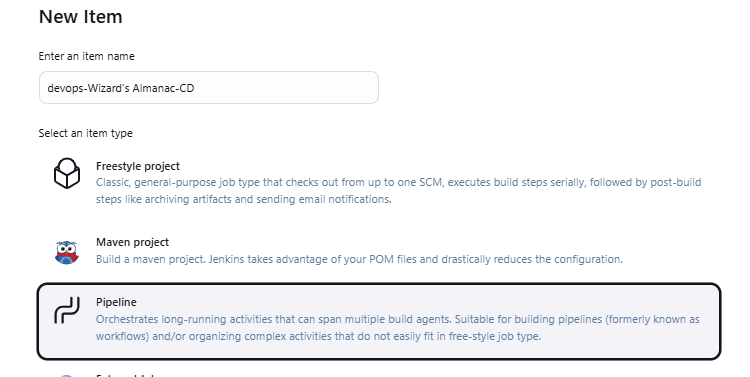 New Item
Enter an item name
devops-Wizard's Almanac-CD
Select an item type
Freestyle project
Classic, general-purpose job type that checks out from up to one SCM, executes build steps serially, followed by post-build
steps like archiving artifacts and sending email notifications.
Maven project
Build a maven project. Jenkins takes advantage of your POM files and drastically reduces the configuration.
Pipeline
Orchestrates long-running activities that can span multiple build agents. Suitable for building pipelines (formerly known as
workflows) and/or organizing complex activities that do not easily fit in free-style job type.